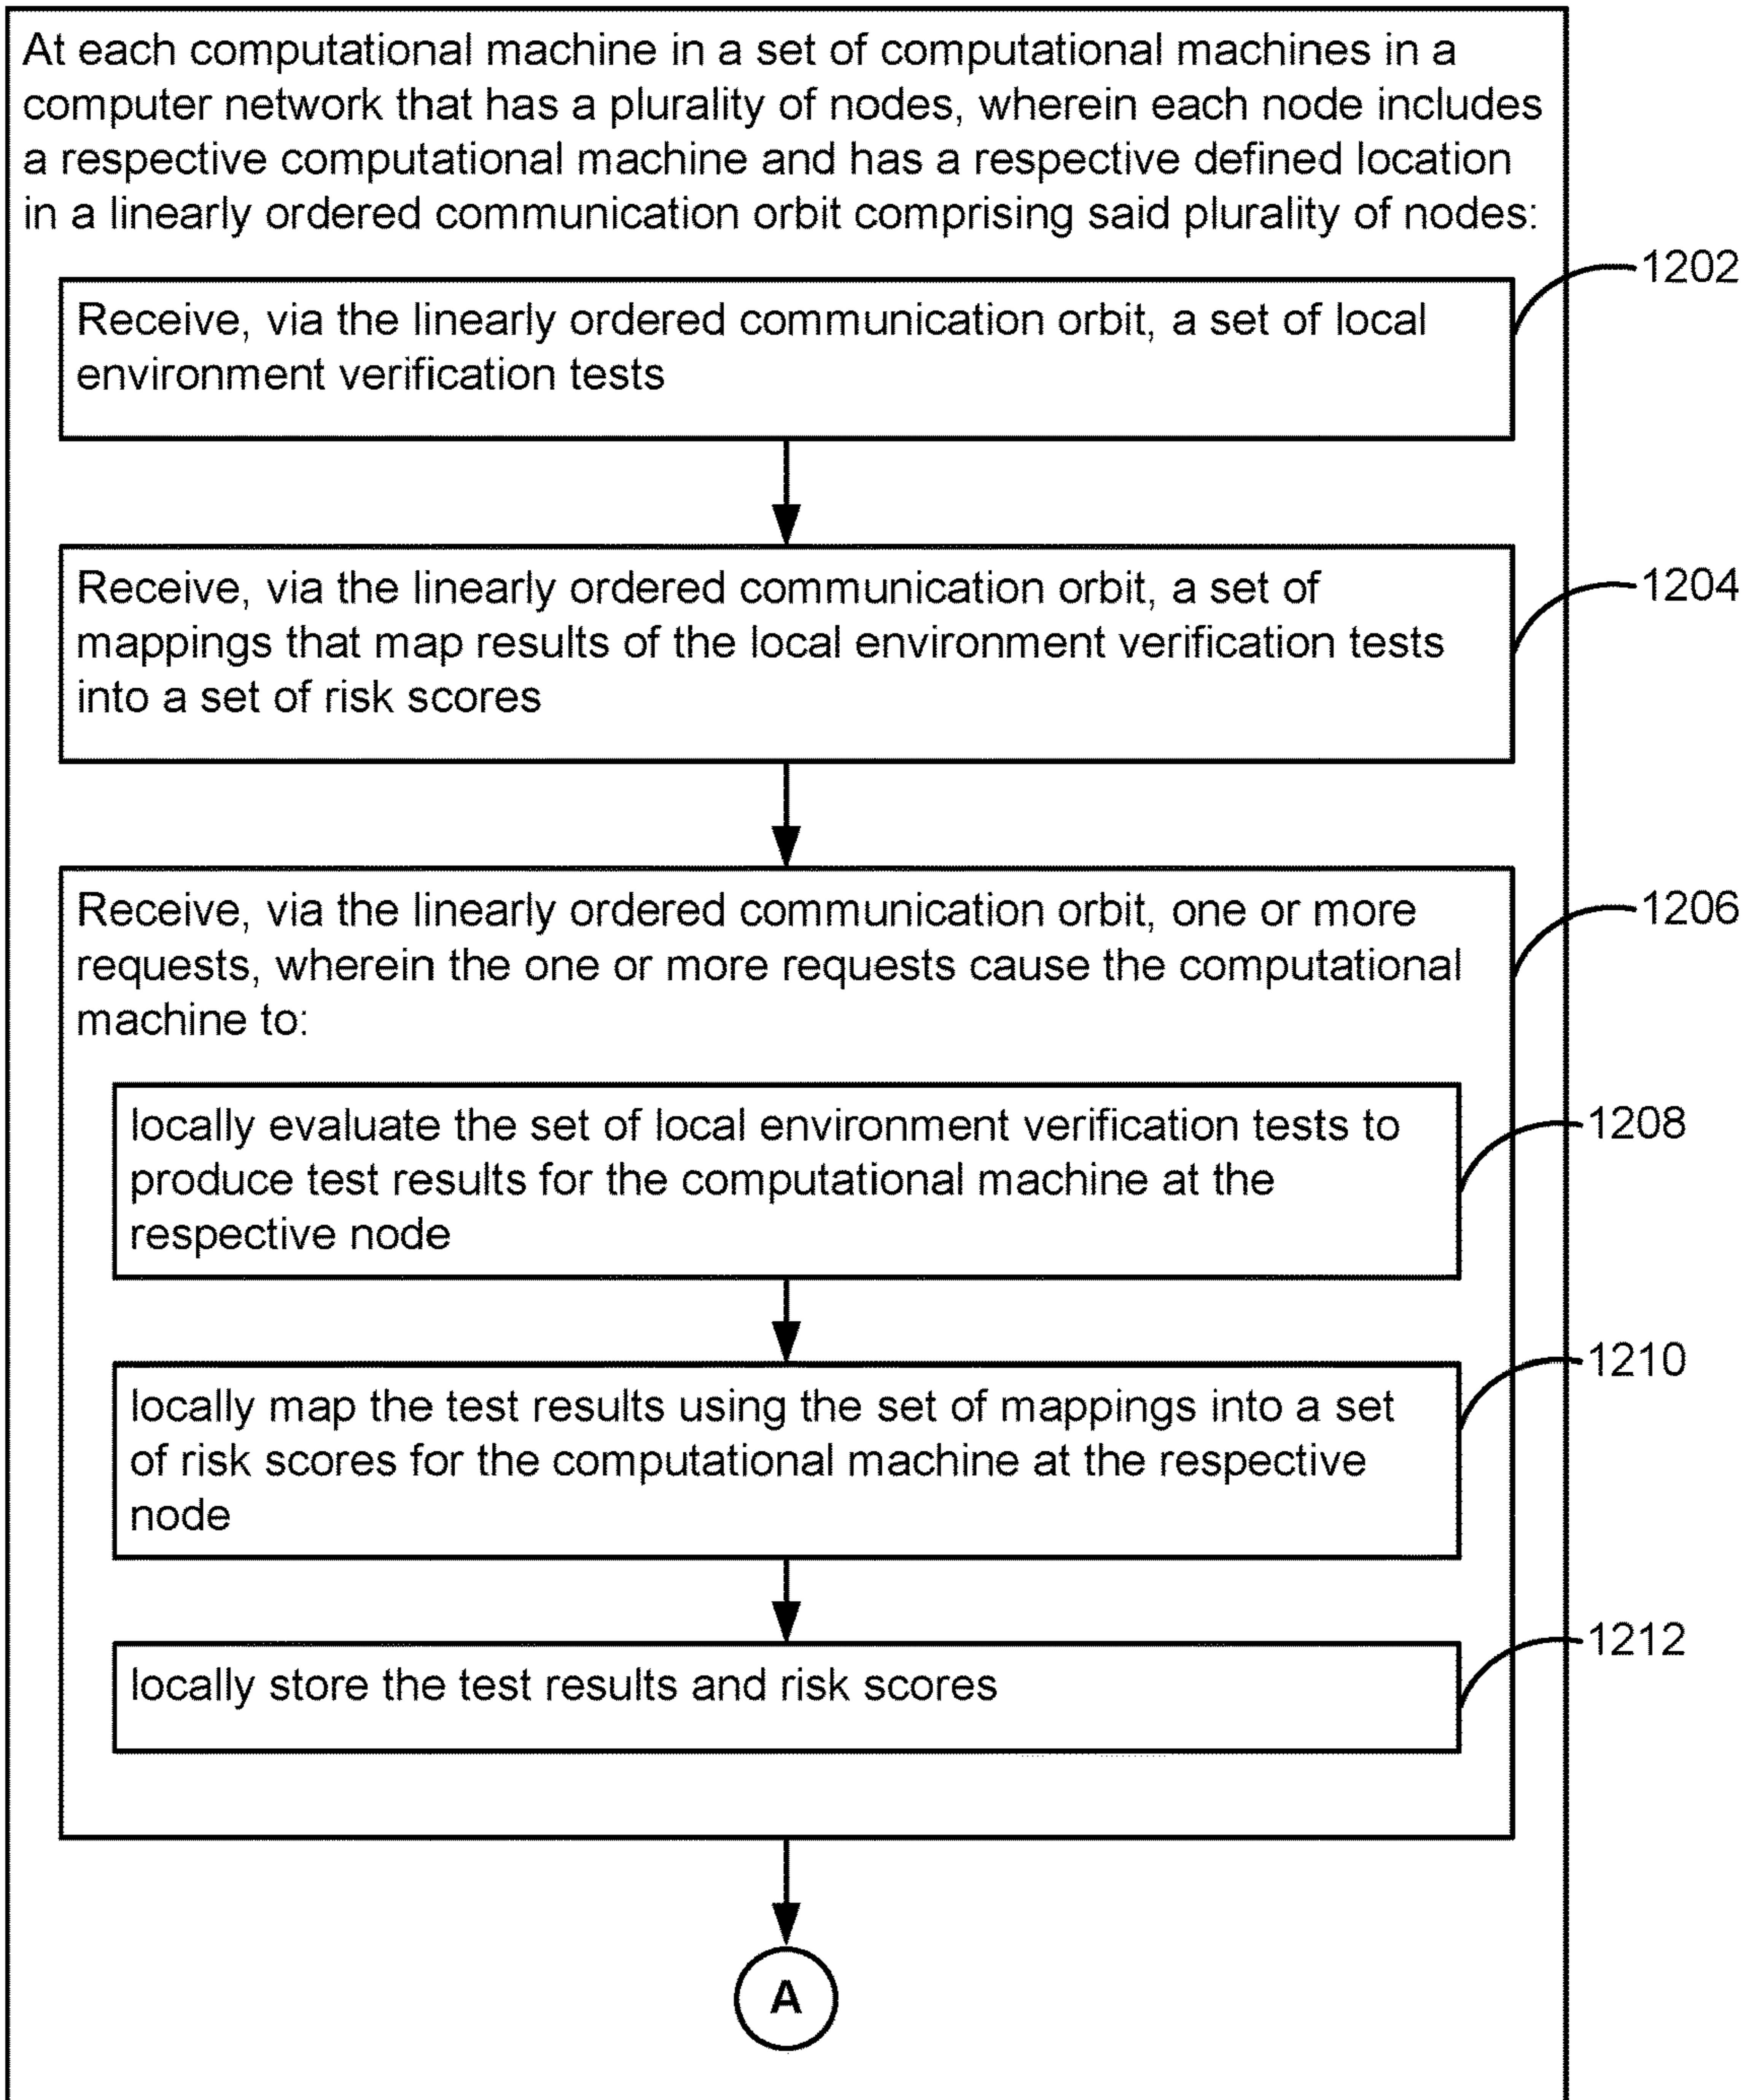 At each computational machine in a set of computational machines in a
computer network that has a plurality of nodes, wherein each node includes
a respective computational machine and has a respective defined location
in a linearly ordered communication orbit comprising said plurality of nodes:
1202
Receive, via the linearly ordered communication orbit, a set of local
environment verification tests
1204
Receive, via the linearly ordered communication orbit, a set of
mappings that map results of the local environment verification tests
into a set of risk scores
1206
Receive, via the linearly ordered communication orbit, one or more
requests, wherein the one or more requests cause the computational
machine to:
1208
locally evaluate the set of local environment verification tests to
produce test results for the computational machine at the
respective node
1210
locally map the test results using the set of mappings into a set
of risk scores for the computational machine at the respective
node
1212
locally store the test results and risk scores
A